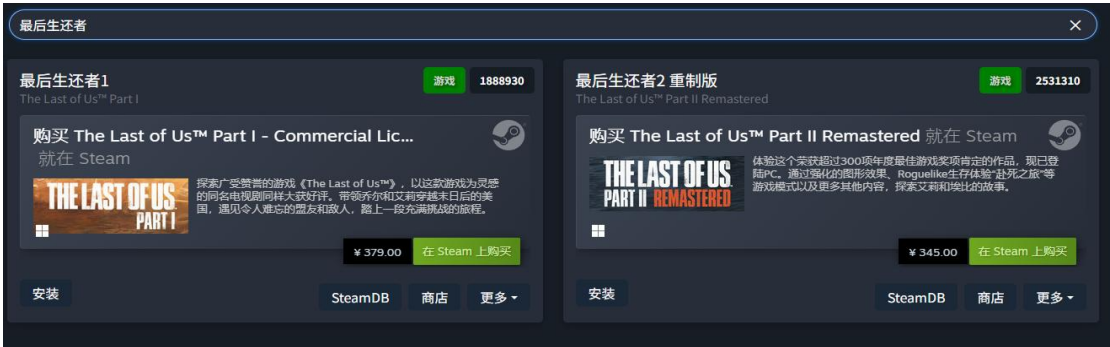 最后生还者
最后生还者1
游戏
1888930
The Last of Us™ Part I
购买 The Last of Us™ Part I - Commercial Lic...
就在 Steam
THE LAST OF US
PART I
探索广受赞誉的游戏《The Last of Us™》，以这款游戏为灵感
的同名电视剧同样大获好评。带领乔尔和艾莉穿越末日后的美
国，遇见令人难忘的盟友和敌人，踏上一段充满挑战的旅程。
¥ 379.00
在 Steam 上购买
安装
SteamDB
商店
更多
最后生还者2 重制版
游戏
2531310
The Last of Us™ Part II Remastered
购买 The Last of Us™ Part II Remastered 就在 Steam
THE LAST OF US
PART II REMASTERED
体验这个荣获超过300项年度最佳游戏奖项肯定的作品，现已登
陆PC。通过强化的图形效果、Roguelike生存体验“赴死之旅”等
游戏模式以及更多其他内容，探索艾莉和埃比的故事。
¥ 345.00
在 Steam 上购买
安装
SteamDB
商店
更多